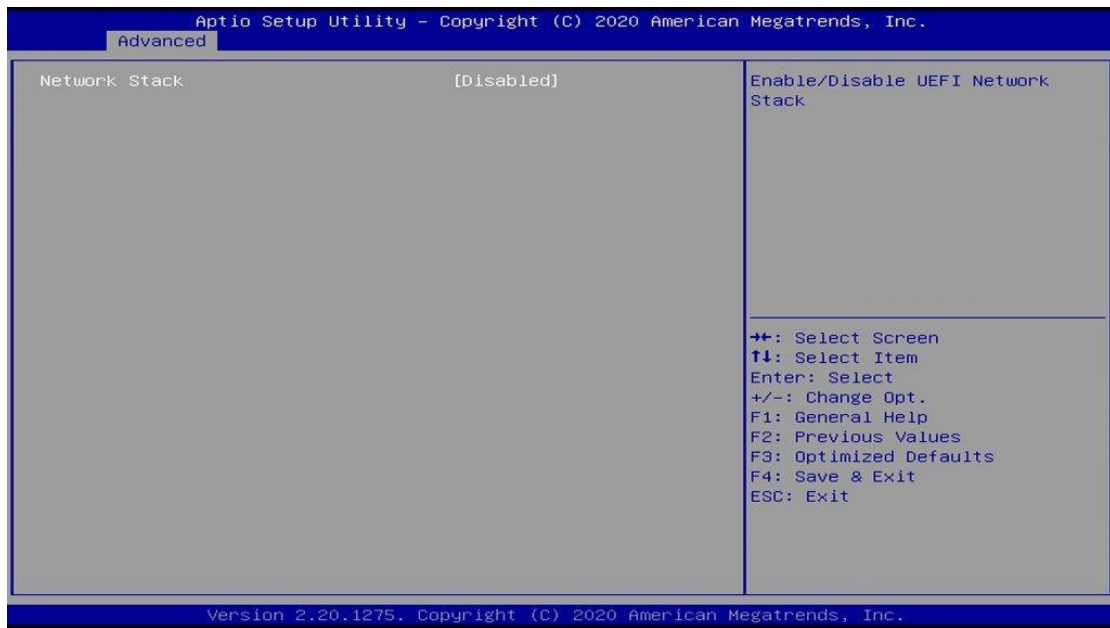 Aptio Setup Utility – Copyright (C) 2020 American Megatrends, Inc.
Advanced
Network Stack [Disabled]
Enable/Disable UEFI Network
Stack
→←: Select Screen
↑↓: Select Item
Enter: Select
+/-: Change Opt.
F1: General Help
F2: Previous Values
F3: Optimized Defaults
F4: Save & Exit
ESC: Exit
Version 2.20.1275. Copyright (C) 2020 American Megatrends, Inc.